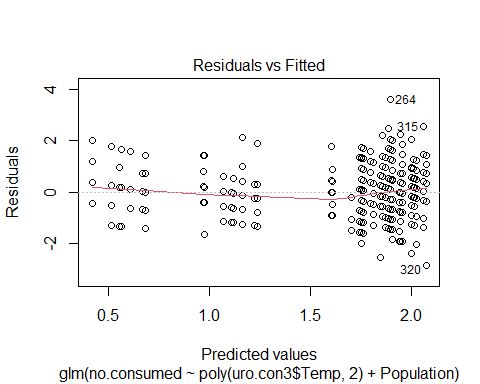 Residuals vs Fitted
Residuals
4
2
0
-2
264
315
320
0.5 1.0 1.5 2.0
Predicted values
glm(no.consumed ~ poly(uro.con3$Temp, 2) + Population)